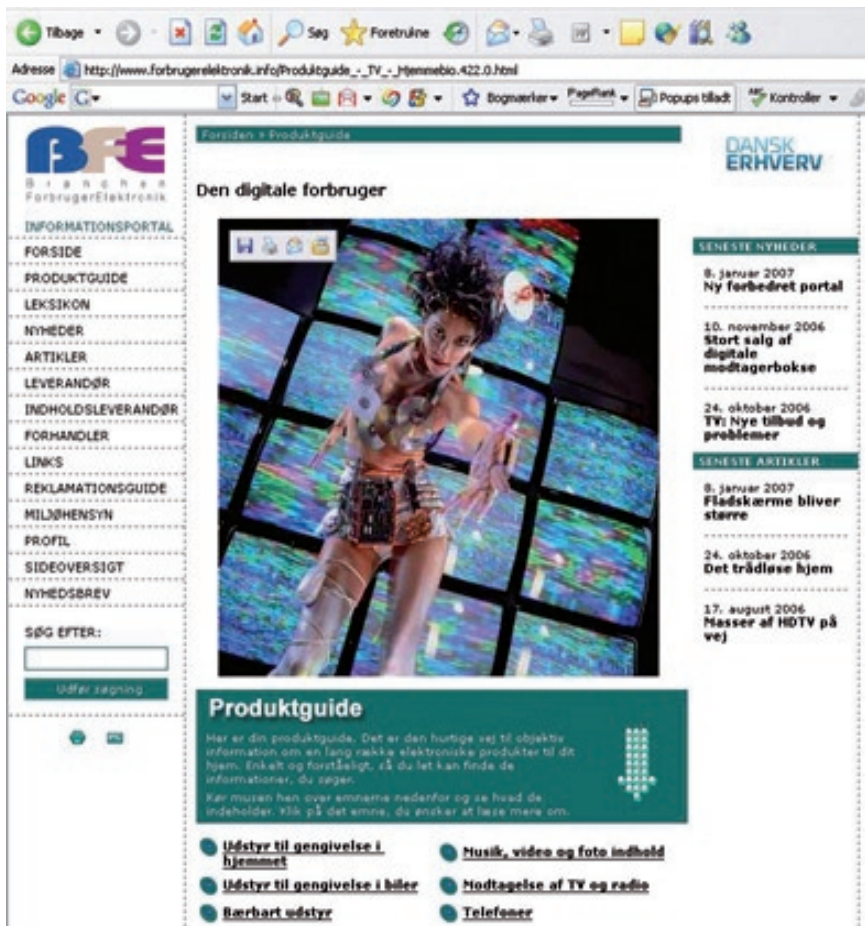 Tilbage
Søg
Foretrukne
Adresse
http://www.forbrugerelektronik.info/Produktguide_-_TV_-_Hjemmebio.422.0.html
Google
G
Start
Bogmærker
PageRank
Popups tilladt
Kontroller
BFE
Branchen
ForbrugerElektronik
INFORMATIONSPORTAL
FORSIDE
PRODUKTGUIDE
LEKSIKON
NYHEDER
ARTIKLER
LEVERANDØR
INDHOLDSLEVERANDØR
FORHANDLER
LINKS
REKLAMATIONSGUIDE
MILJØHENSYN
PROFIL
SIDEOVERSIGT
NYHEDSBREV
SØG EFTER:
Udfør søgning
Forsiden » Produktguide
Den digitale forbruger
Produktguide
Her er din produktguide. Det er den hurtige vej til objektiv
information om en lang række elektroniske produkter til dit
hjem. Enkelt og forståeligt, så du let kan finde de
informationer, du søger.
Kør musen hen over emnerne nedenfor og se hvad de
indeholder. Klik på det emne, du ønsker at læse mere om.
Udstyr til gengivelse i
hjemmet
Udstyr til gengivelse i biler
Bærbart udstyr
Musik, video og foto indhold
Modtagelse af TV og radio
Telefoner
DANSK
ERHVERV
SENESTE NYHEDER
8. januar 2007
Ny forbedret portal
10. november 2006
Stort salg af
digitale
modtagerbokse
24. oktober 2006
TV: Nye tilbud og
problemer
SENESTE ARTIKLER
8. januar 2007
Fladskærme bliver
større
24. oktober 2006
Det trådløse hjem
17. august 2006
Masser af HDTV på
vej